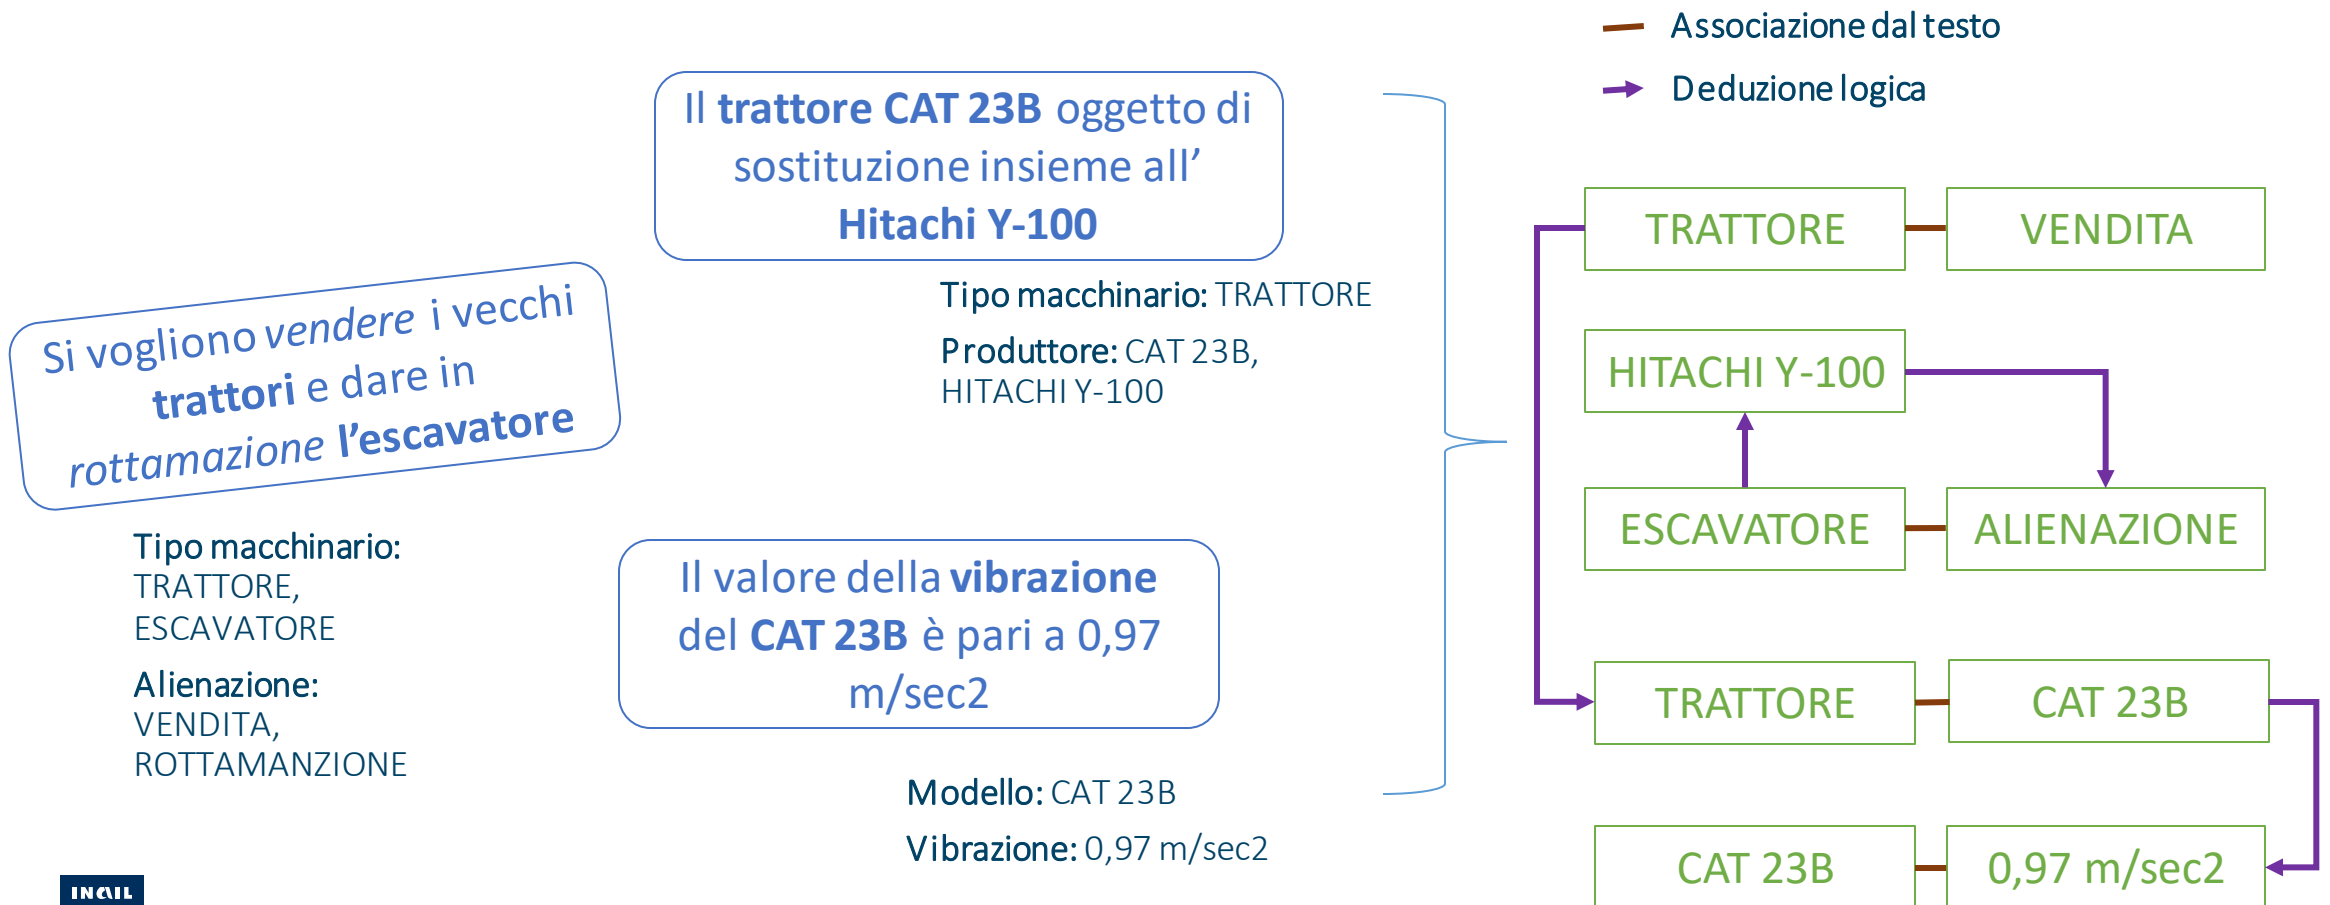 Associazione dal testo
Deduzione logica
Il trattore CAT 23B oggetto di
sostituzione insieme all’
Hitachi Y-100
Tipo macchinario: TRATTORE
Produttore: CAT 23B,
HITACHI Y-100
Si vogliono vendere i vecchi
trattori e dare in
rottamazione l’escavatore
Tipo macchinario:
TRATTORE,
ESCAVATORE
Alienazione:
VENDITA,
ROTTAMANZIONE
Il valore della vibrazione
del CAT 23B è pari a 0,97
m/sec2
Modello: CAT 23B
Vibrazione: 0,97 m/sec2
TRATTORE
VENDITA
HITACHI Y-100
ESCAVATORE
ALIENAZIONE
TRATTORE
CAT 23B
CAT 23B
0,97 m/sec2
INAIL